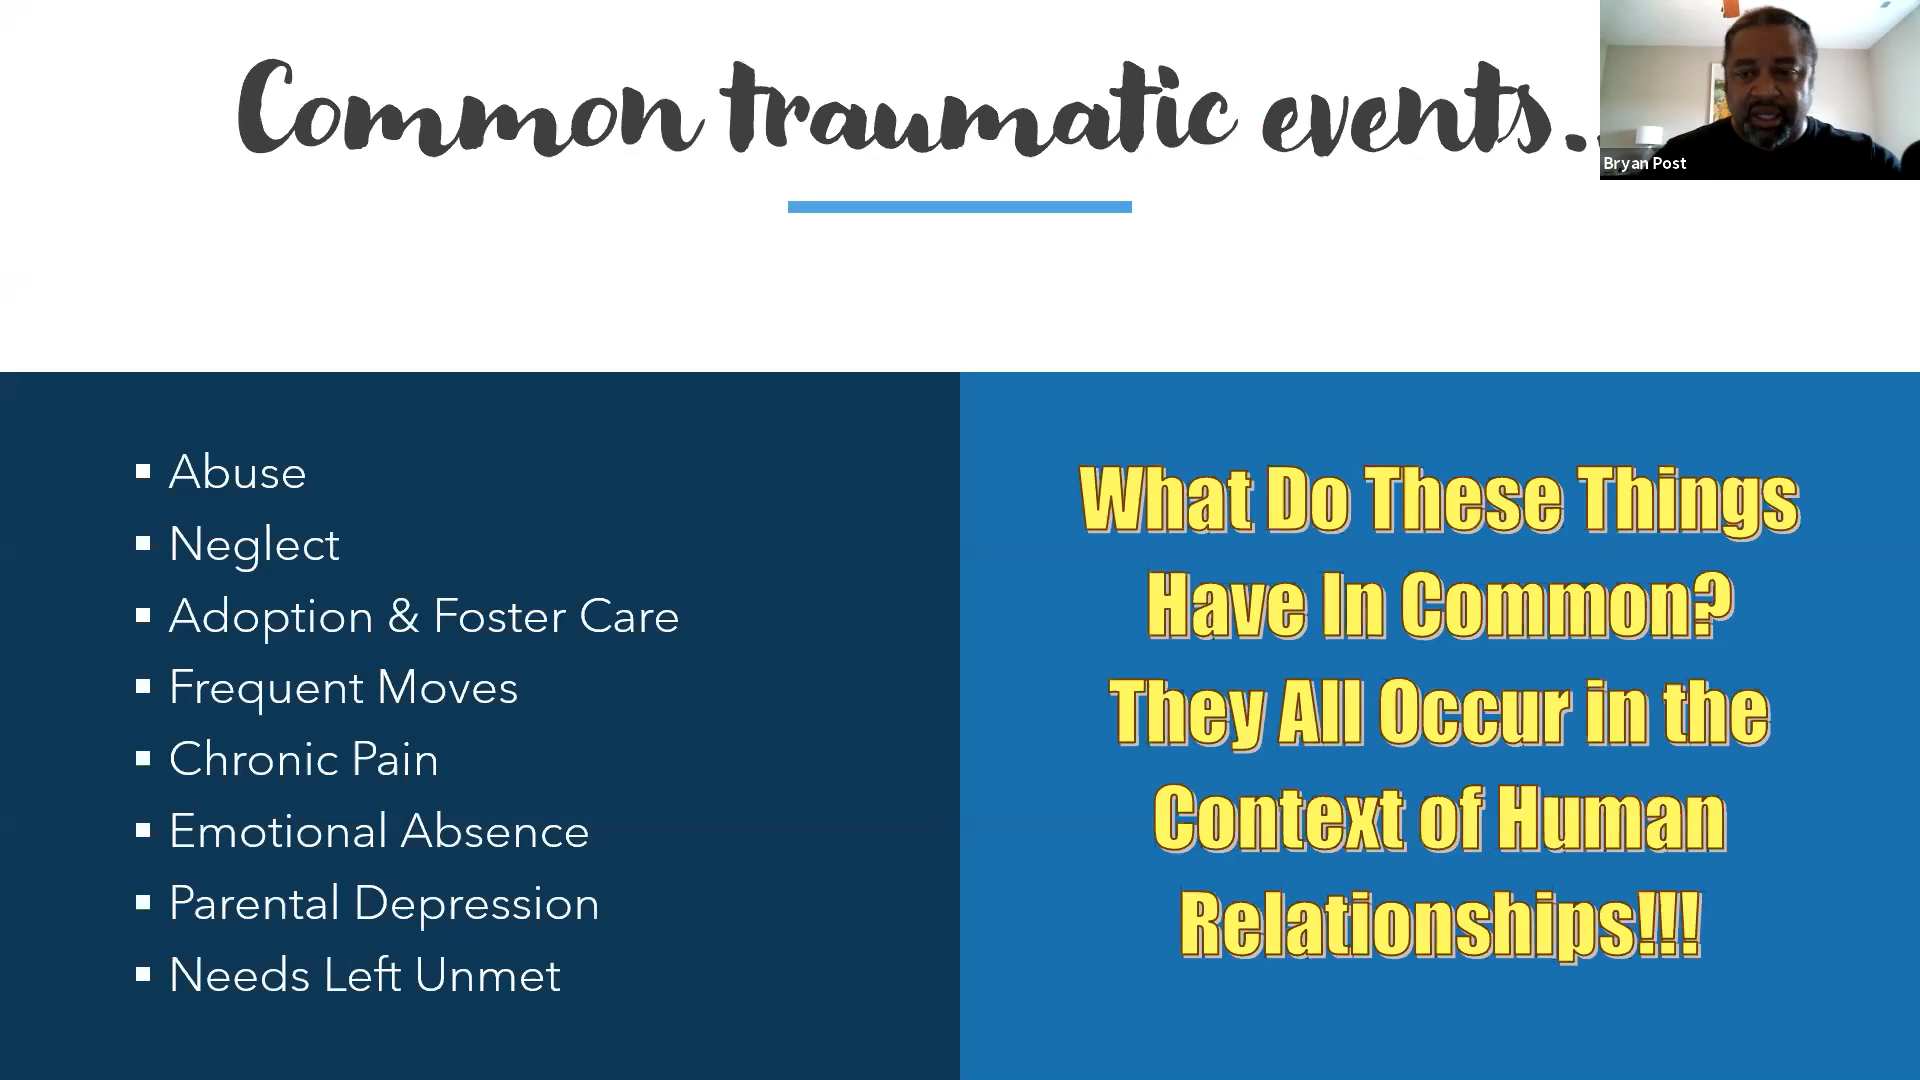 Common traumatic events..
Bryan Post
▪ Abuse
▪ Neglect
▪ Adoption & Foster Care
▪ Frequent Moves
▪ Chronic Pain
▪ Emotional Absence
▪ Parental Depression
▪ Needs Left Unmet
What Do These Things
Have In Common?
They All Occur in the
Context of Human
Relationships!!!